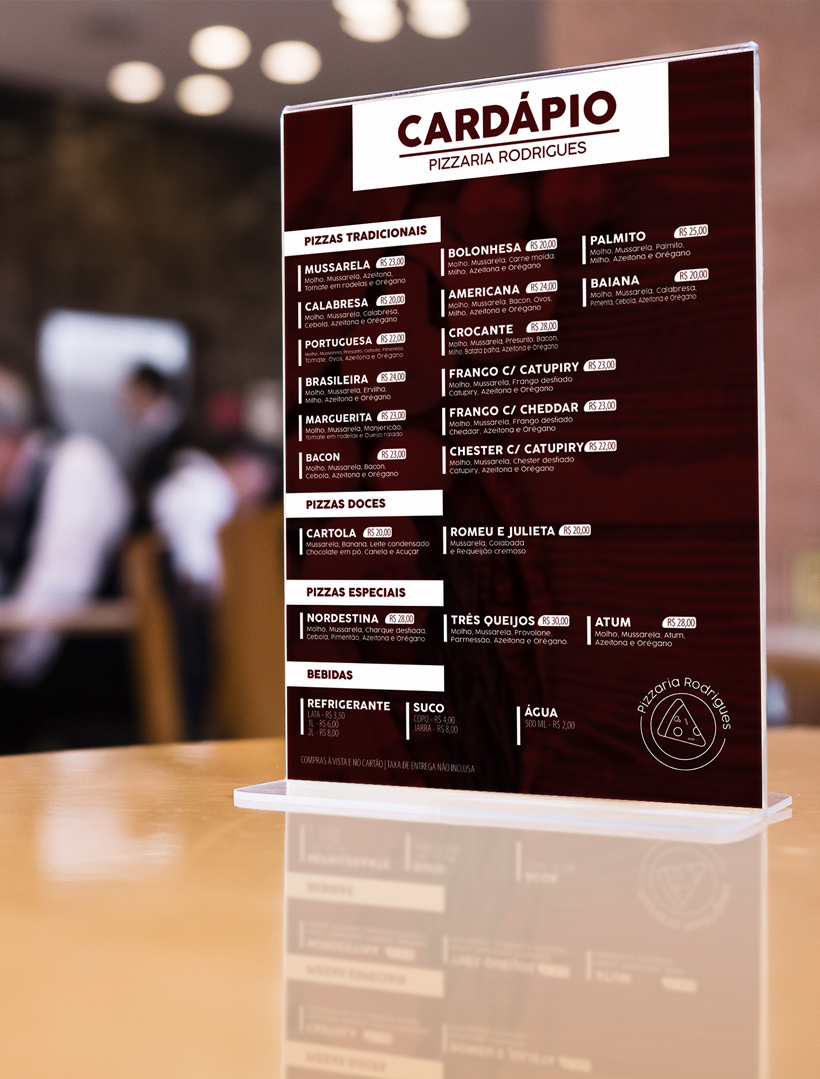 CARDÁPIO
PIZZARIA RODRIGUES
PIZZAS TRADICIONAIS
MUSSARELA R$ 23,00
Molho, Mussarela, Azeitona,
Tomate em rodelas e Orégano
CALABRESA R$ 20,00
Molho, Mussarela, Calabresa,
Cebola, Azeitona e Orégano
PORTUGUESA R$ 22,00
Molho, Mussarela, Presunto, Cebola, Pimentão,
Tomate, Ovos, Azeitona e Orégano
BRASILEIRA R$ 24,00
Molho, Mussarela, Ervilha,
Milho, Azeitona e Orégano
MARGUERITA R$ 23,00
Molho, Mussarela, Manjericão,
Tomate em rodelas e Queijo ralado
BACON R$ 23,00
Molho, Mussarela, Bacon,
Cebola, Azeitona e Orégano
BOLONHESA R$ 20,00
Molho, Mussarela, Carne moída,
Milho, Azeitona e Orégano
AMERICANA R$ 24,00
Molho, Mussarela, Bacon, Ovos,
Milho, Azeitona e Orégano
CROCANTE R$ 28,00
Molho, Mussarela, Presunto, Bacon,
Milho, Batata palha, Azeitona e Orégano
FRANGO C/ CATUPIRY R$ 23,00
Molho, Mussarela, Frango desfiado
Catupiry, Azeitona e Orégano
FRANGO C/ CHEDDAR R$ 23,00
Molho, Mussarela, Frango desfiado
Cheddar, Azeitona e Orégano
CHESTER C/ CATUPIRY R$ 22,00
Molho, Mussarela, Chester desfiado
Catupiry, Azeitona e Orégano
PALMITO R$ 25,00
Molho, Mussarela, Palmito,
Milho, Azeitona e Orégano
BAIANA R$ 20,00
Molho, Mussarela, Calabresa,
Pimenta, Cebola, Azeitona e Orégano
PIZZAS DOCES
CARTOLA R$ 20,00
Mussarela, Banana, Leite condensado
Chocolate em pó, Canela e Açuçar
ROMEU E JULIETA R$ 20,00
Mussarela, Goiabada
e Requeijão cremoso
PIZZAS ESPECIAIS
NORDESTINA R$ 28,00
Molho, Mussarela, Charque desfiada,
Cebola, Pimentão, Azeitona e Orégano
TRÊS QUEIJOS R$ 30,00
Molho, Mussarela, Provolone,
Parmessão, Azeitona e Orégano.
ATUM R$ 28,00
Molho, Mussarela, Atum,
Azeitona e Orégano
BEBIDAS
REFRIGERANTE
LATA - R$ 3,50
1L - R$ 6,00
2L - R$ 8,00
SUCO
COPO - R$ 4,00
JARRA - R$ 8,00
ÁGUA
500 ML - R$ 2,00
Pizzaria Rodrigues
COMPRAS À VISTA E NO CARTÃO | TAXA DE ENTREGA NÃO INCLUSA